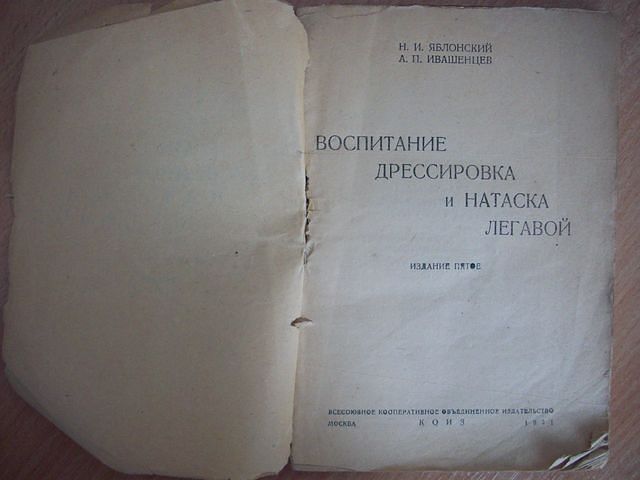 Н. И. ЯБЛОНСКИЙ
А. П. ИВАШЕНЦЕВ
ВОСПИТАНИЕ
ДРЕССИРОВКА
и НАТАСКА
ЛЕГАВОЙ
ИЗДАНИЕ ПЯТОЕ
ВСЕСОЮЗНОЕ КООПЕРАТИВНОЕ ОБЪЕДИНЕННОЕ ИЗДАТЕЛЬСТВО
МОСКВА КОИЗ